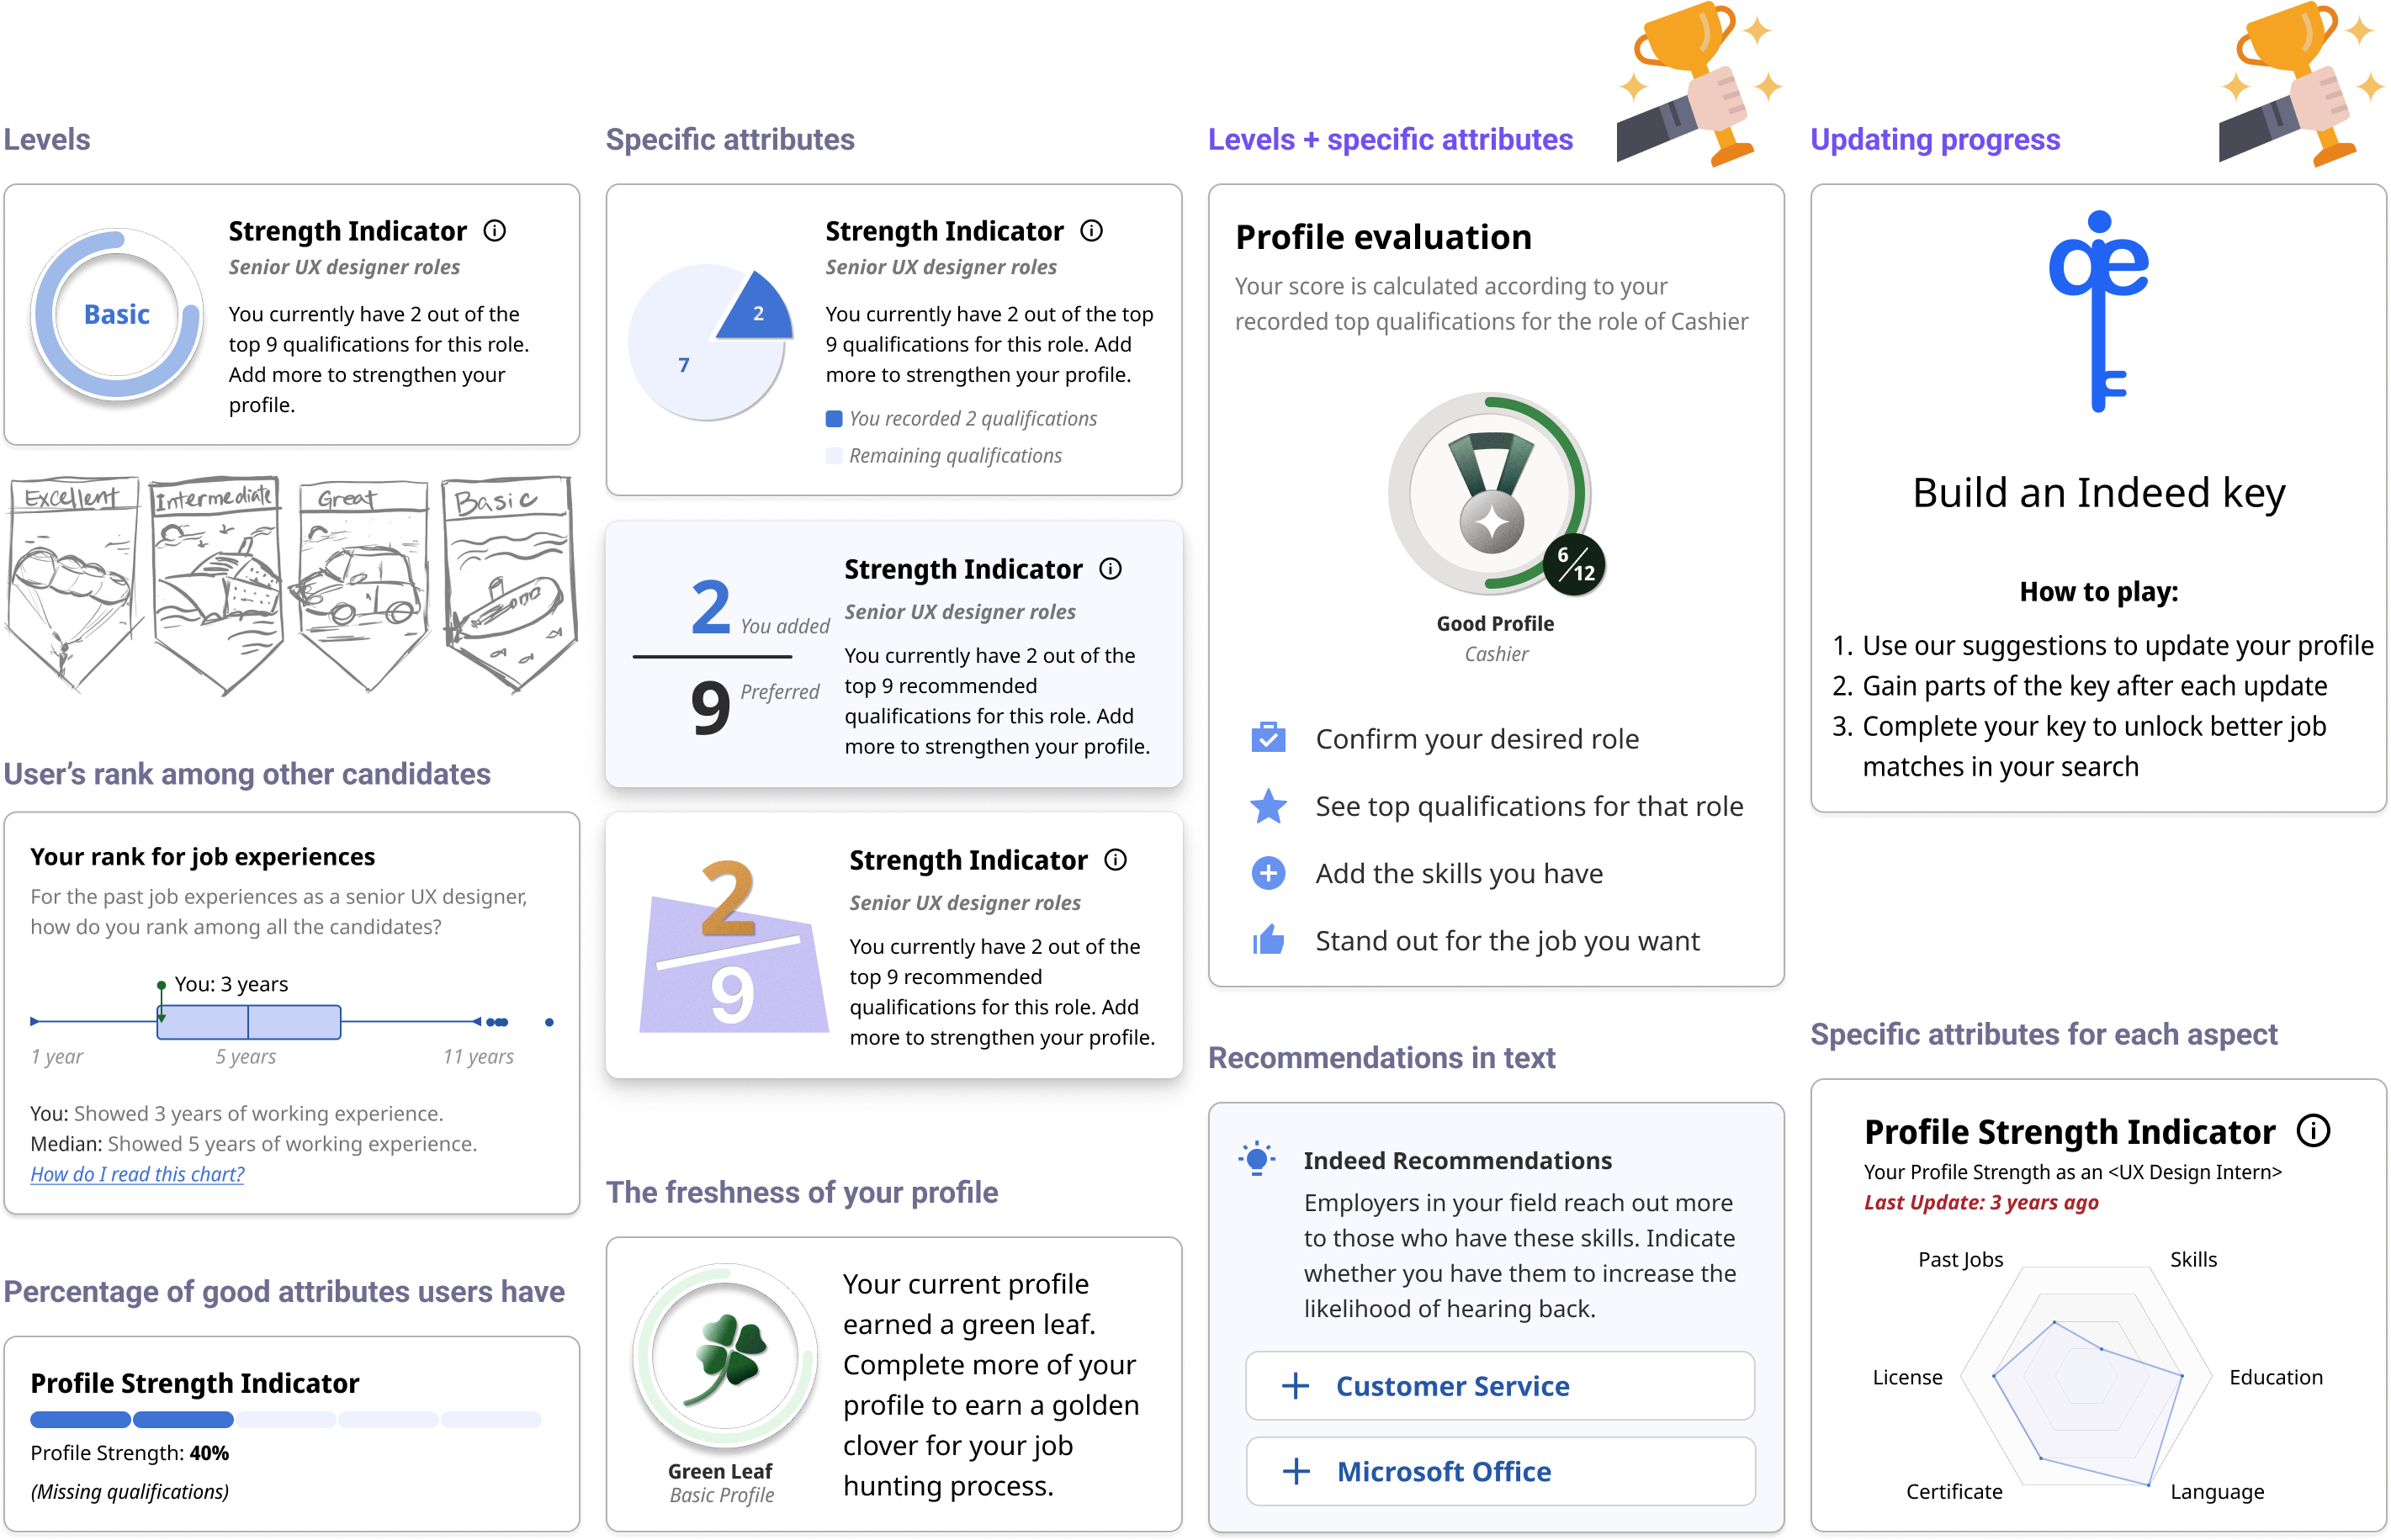 Levels
Strength Indicator
Senior UX designer roles
Basic
You currently have 2 out of the
top 9 qualifications for this role.
Add more to strengthen your
profile.
Excellent
Intermediate
Great
Basic
User's rank among other candidates
Your rank for job experiences
For the past job experiences as a senior UX designer,
how do you rank among all the candidates?
You: 3 years
1 year
5 years
11 years
You: Showed 3 years of working experience.
Median: Showed 5 years of working experience.
How do I read this chart?
Percentage of good attributes users have
Profile Strength Indicator
Profile Strength: 40%
(Missing qualifications)
Specific attributes
Strength Indicator
Senior UX designer roles
2
7
You currently have 2 out of the top
9 qualifications for this role. Add
more to strengthen your profile.
You recorded 2 qualifications
Remaining qualifications
2
You added
9
Preferred
Strength Indicator
Senior UX designer roles
You currently have 2 out of the
top 9 recommended
qualifications for this role. Add
more to strengthen your profile.
2
9
Strength Indicator
Senior UX designer roles
You currently have 2 out of the
top 9 recommended
qualifications for this role. Add
more to strengthen your profile.
The freshness of your profile
Green Leaf
Basic Profile
Your current profile
earned a green leaf.
Complete more of your
profile to earn a golden
clover for your job
hunting process.
Levels + specific attributes
Profile evaluation
Your score is calculated according to your
recorded top qualifications for the role of Cashier
6/12
Good Profile
Cashier
Confirm your desired role
See top qualifications for that role
Add the skills you have
Stand out for the job you want
Recommendations in text
Indeed Recommendations
Employers in your field reach out more
to those who have these skills. Indicate
whether you have them to increase the
likelihood of hearing back.
+ Customer Service
+ Microsoft Office
Updating progress
Build an Indeed key
How to play:
1. Use our suggestions to update your profile
2. Gain parts of the key after each update
3. Complete your key to unlock better job
matches in your search
Specific attributes for each aspect
Profile Strength Indicator
Your Profile Strength as an <UX Design Intern>
Last Update: 3 years ago
Past Jobs
Skills
License
Education
Certificate
Language